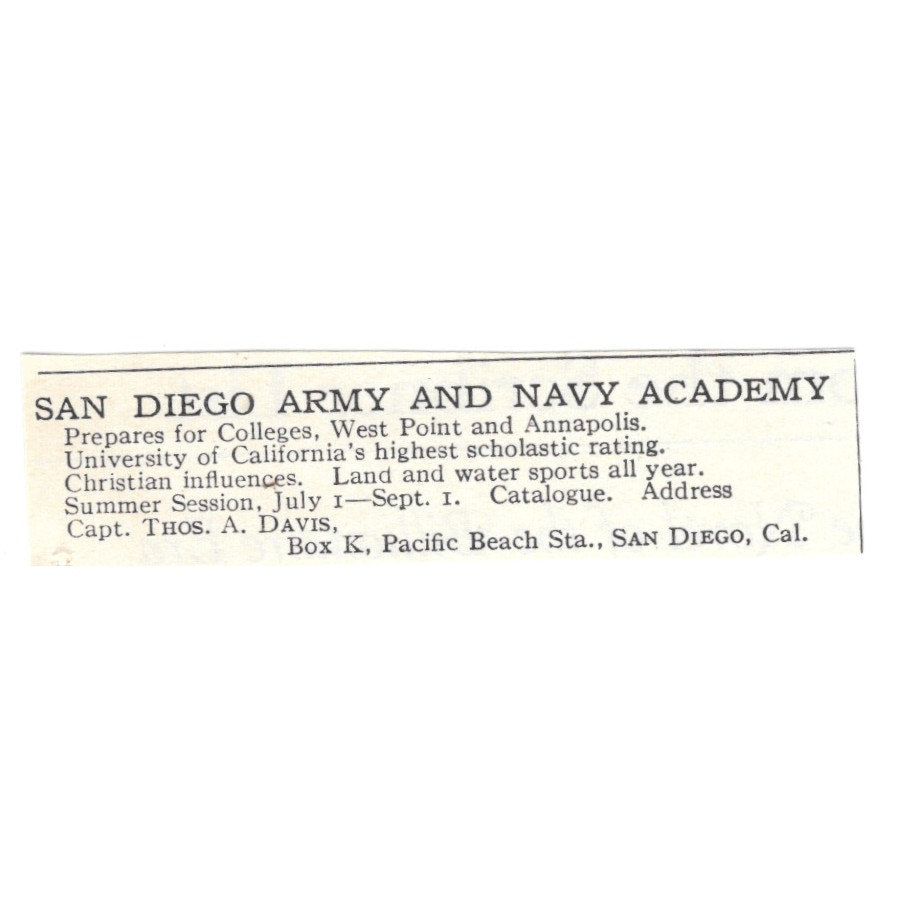 SAN DIEGO ARMY AND NAVY ACADEMY
Prepares for Colleges, West Point and Annapolis.
University of California's highest scholastic rating.
Christian influences. Land and water sports all year.
Summer Session, July 1—Sept. 1. Catalogue. Address
Capt. THOS. A. DAVIS,
Box K, Pacific Beach Sta., SAN DIEGO, Cal.